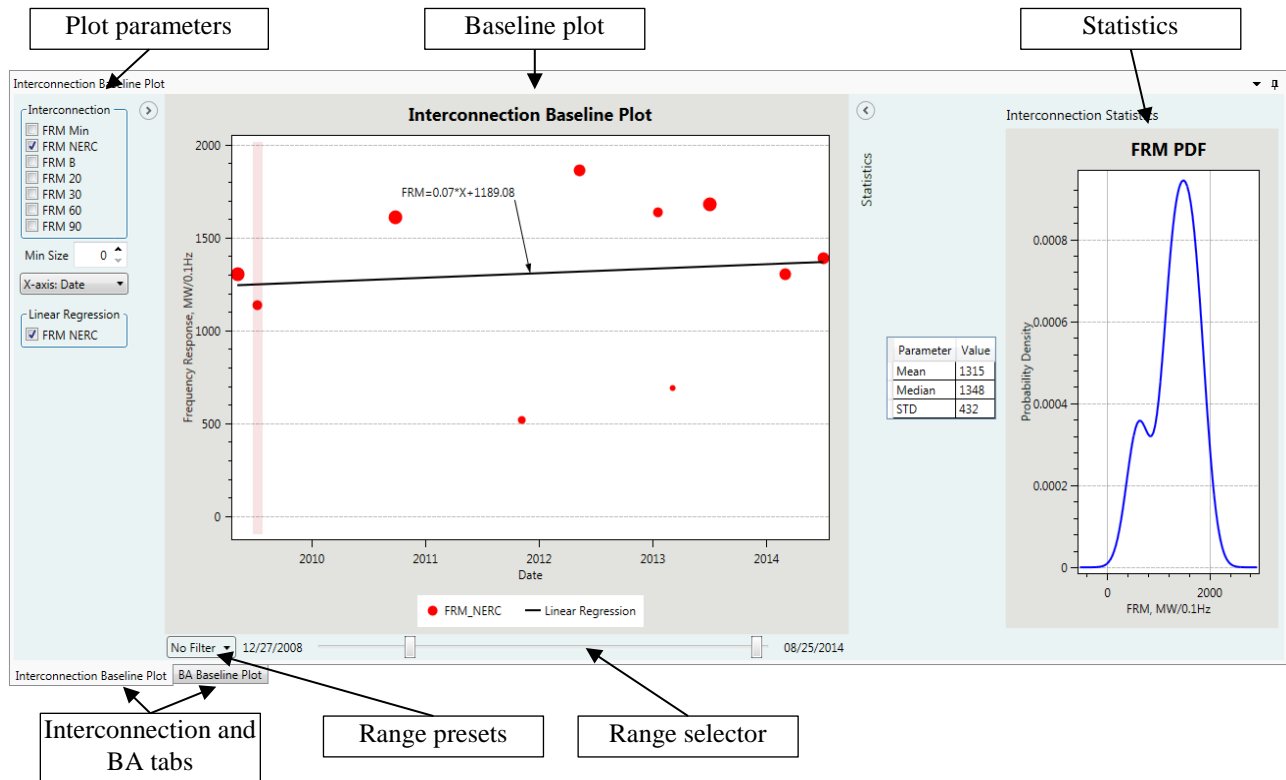 Plot parameters
Baseline plot
Statistics
Interconnection Baseline Plot
Interconnection
FRM Min
FRM NERC
FRM B
FRM 20
FRM 30
FRM 60
FRM 90
Min Size 0
X-axis: Date
Linear Regression
FRM NERC
Interconnection Baseline Plot
Frequency Response, MW/0.1Hz
2000
1500
1000
500
0
FRM=0.07*X+1189.08
2010 2011 2012 2013 2014
Date
FRM_NERC Linear Regression
No Filter 12/27/2008 08/25/2014
Statistics
Interconnection Statistics
Parameter Value
Mean 1315
Median 1348
STD 432
FRM PDF
Probability Density
0.0008
0.0006
0.0004
0.0002
0
0 2000
FRM, MW/0.1Hz
Interconnection Baseline Plot BA Baseline Plot
Interconnection and
BA tabs
Range presets
Range selector